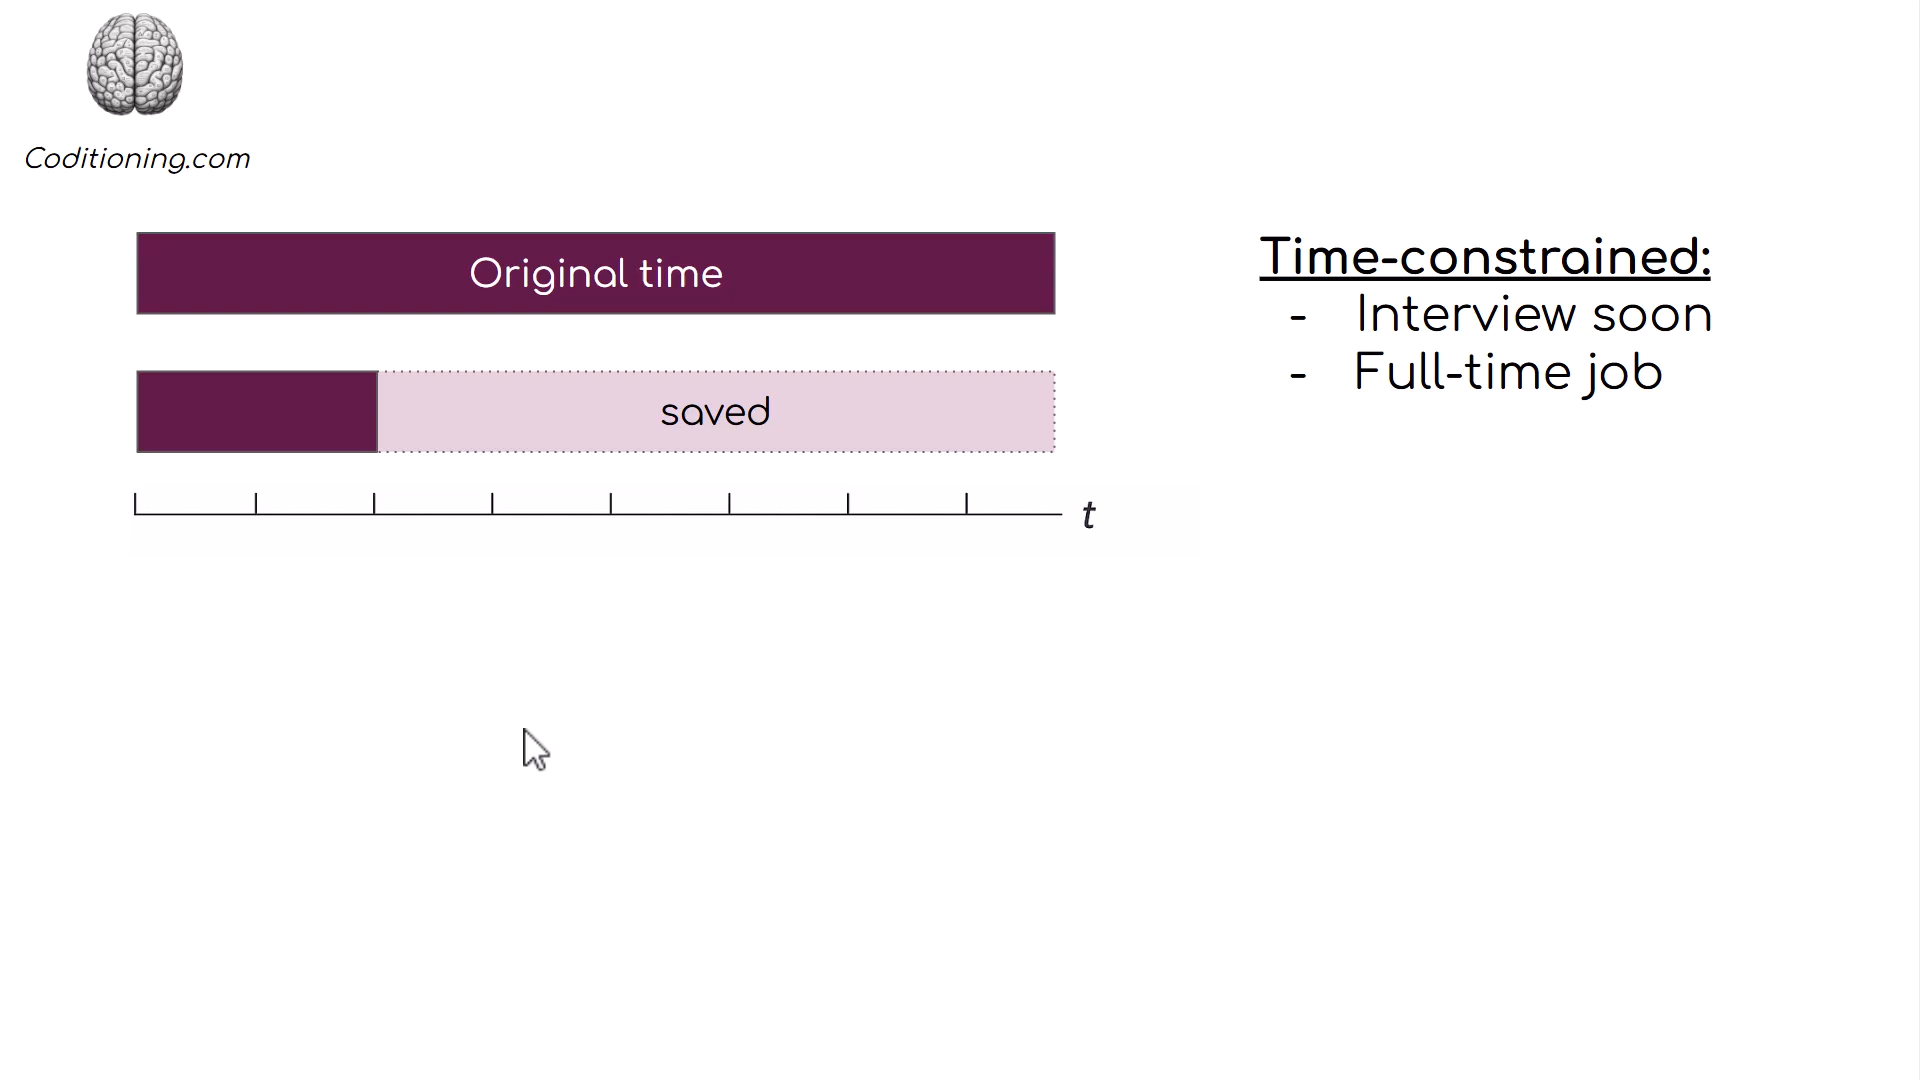 Coditioning.com
Original time
saved
t
Time-constrained:
- Interview soon
- Full-time job